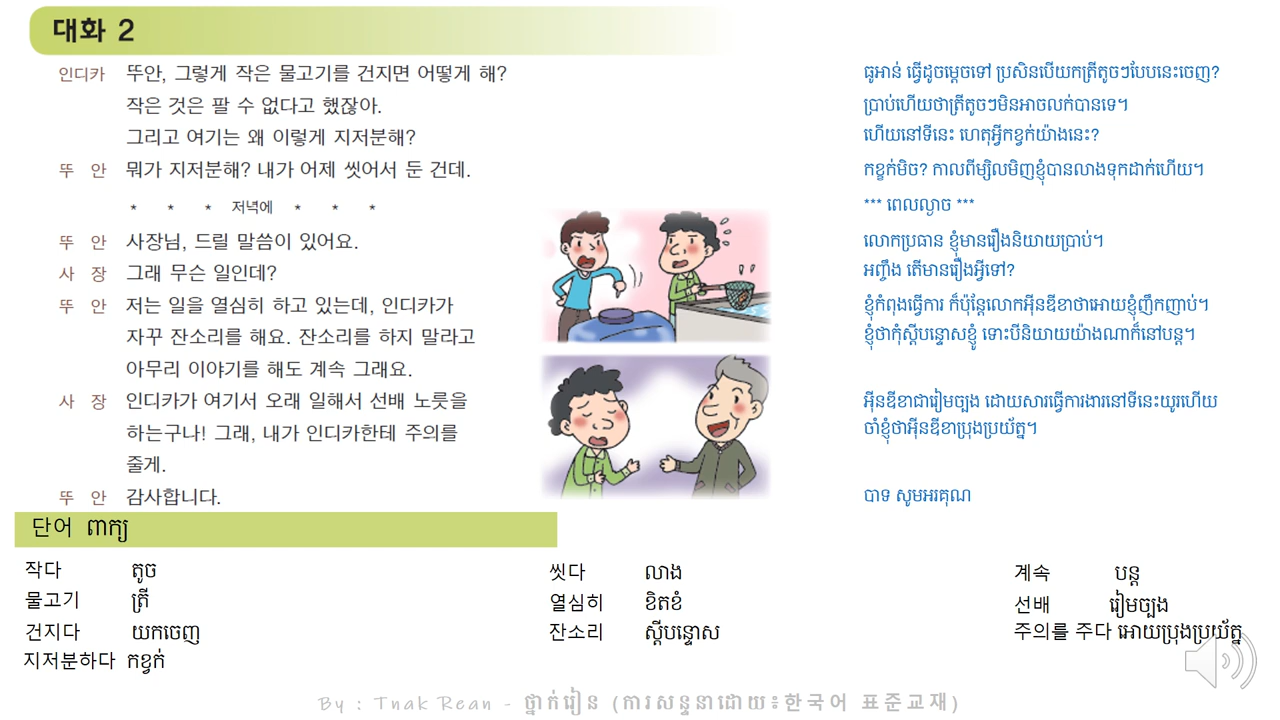 대화 2
인디카 뚜안, 그렇게 작은 물고기를 건지면 어떻게 해?
작은 것은 팔 수 없다고 했잖아.
그리고 여기는 왜 이렇게 지저분해?
뚜 안 뭐가 지저분해? 내가 어제 씻어서 둔 건데.
* * * 저녁에 * * *
뚜 안 사장님, 드릴 말씀이 있어요.
사 장 그래 무슨 일인데?
뚜 안 저는 일을 열심히 하고 있는데, 인디카가
자꾸 잔소리를 해요. 잔소리를 하지 말라고
아무리 이야기를 해도 계속 그래요.
사 장 인디카가 여기서 오래 일해서 선배 노릇을
하는구나! 그래, 내가 인디카한테 주의를
줄게.
뚜 안 감사합니다.
ធូអាន់ ធ្វើដូចម្ដេចទៅ ប្រសិនបើយកត្រីតូចៗបែបនេះចេញ?
ប្រាប់ហើយថាត្រីតូចៗមិនអាចលក់បានទេ។
ហើយនៅទីនេះ ហេតុអ្វីកខ្វក់យ៉ាងនេះ?
កខ្វក់មិច? កាលពីម្សិលមិញខ្ញុំបានលាងទុកដាក់ហើយ។
*** ពេលល្ងាច ***
លោកប្រធាន ខ្ញុំមានរឿងនិយាយប្រាប់។
អញ្ចឹង តើមានរឿងអ្វីទៅ?
ខ្ញុំកំពុងធ្វើការ ក៏ប៉ុន្តែលោកអ៊ីនឌីខាថាអោយខ្ញុំញឹកញាប់។
ខ្ញុំថាកុំស្ដីបន្ទោសខ្ញុំ ទោះបីនិយាយយ៉ាងណាក៏នៅបន្ត។
អ៊ីនឌីខាជារៀមច្បង ដោយសារធ្វើការងារនៅទីនេះយូរហើយ
ចាំខ្ញុំថាអ៊ីនឌីខាប្រុងប្រយ័ត្ន។
បាទ សូមអរគុណ
단어 ពាក្យ
작다 តូច
물고기 ត្រី
건지다 យកចេញ
지저분하다 កខ្វក់
씻다 លាង
열심히 ខិតខំ
잔소리 ស្ដីបន្ទោស
계속 បន្ត
선배 រៀមច្បង
주의를 주다 អោយប្រុងប្រយ័ត្ន
By : Tnak Rean - ថ្នាក់រៀន (ការសន្ទនាដោយ៖한국어 표준교재)